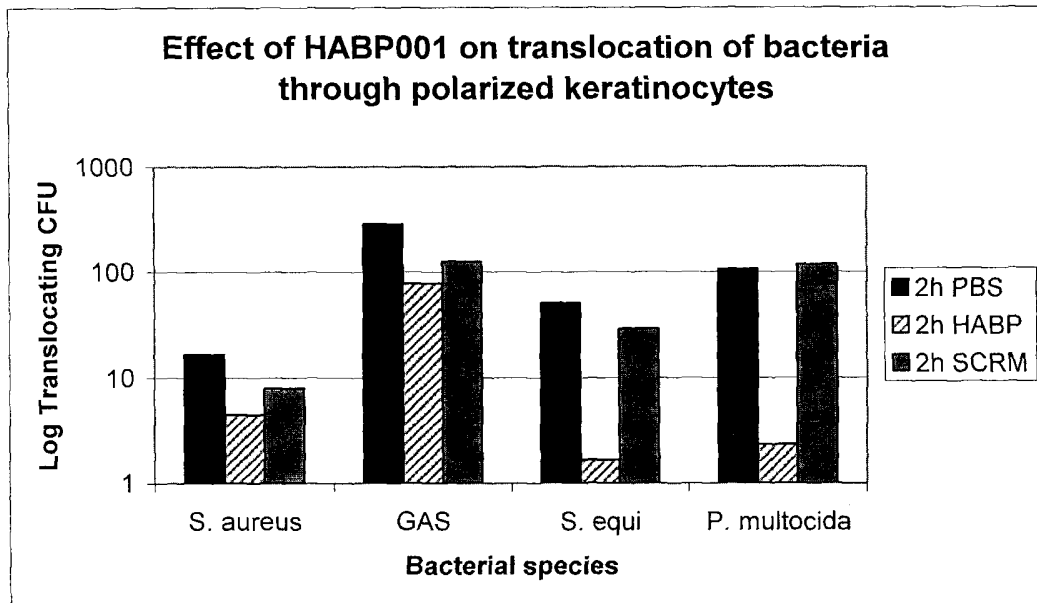 Effect of HABP001 on translocation of bacteria
through polarized keratinocytes
Log Translocating CFU
1000
100
10
1
S. aureus
GAS
S. equi
P. multocida
Bacterial species
2h PBS
2h HABP
2h SCRM